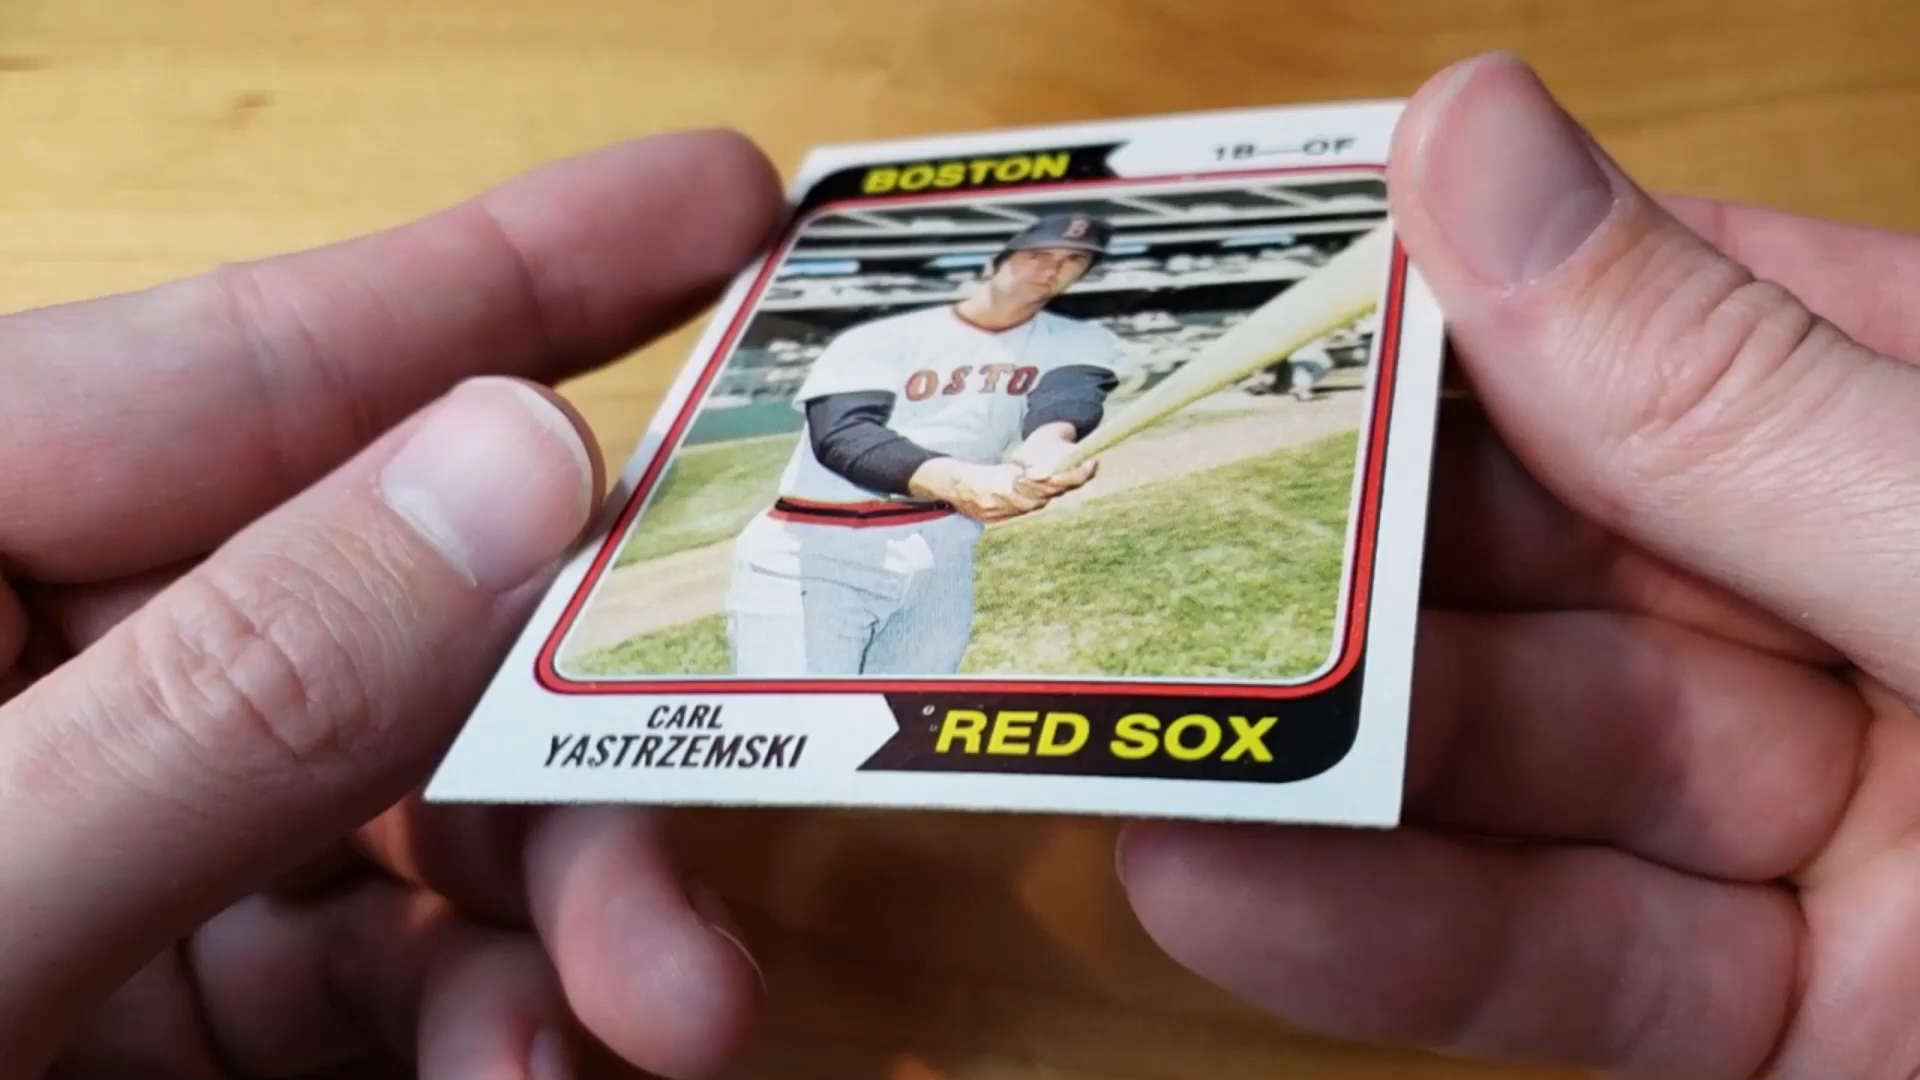 BOSTON
1B—OF
B
OSTO
CARL
YASTRZEMSKI
RED SOX